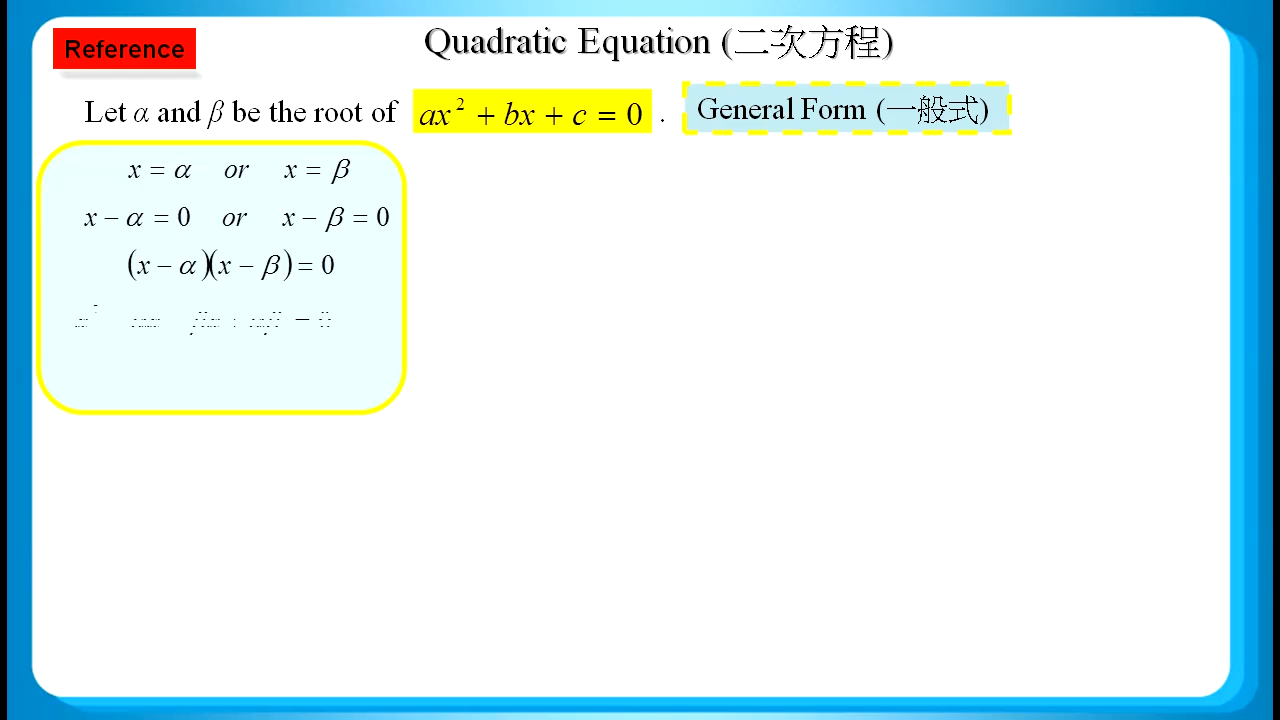 Reference
Quadratic Equation (二次方程)
Let α and β be the root of ax² + bx + c = 0 . General Form (一般式)
x = α or x = β
x − α = 0 or x − β = 0
(x − α)(x − β) = 0